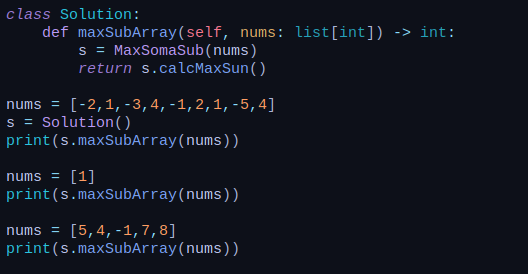 class Solution:
    def maxSubArray(self, nums: list[int]) -> int:
        s = MaxSomaSub(nums)
        return s.calcMaxSun()

nums = [-2,1,-3,4,-1,2,1,-5,4]
s = Solution()
print(s.maxSubArray(nums))

nums = [1]
print(s.maxSubArray(nums))

nums = [5,4,-1,7,8]
print(s.maxSubArray(nums))